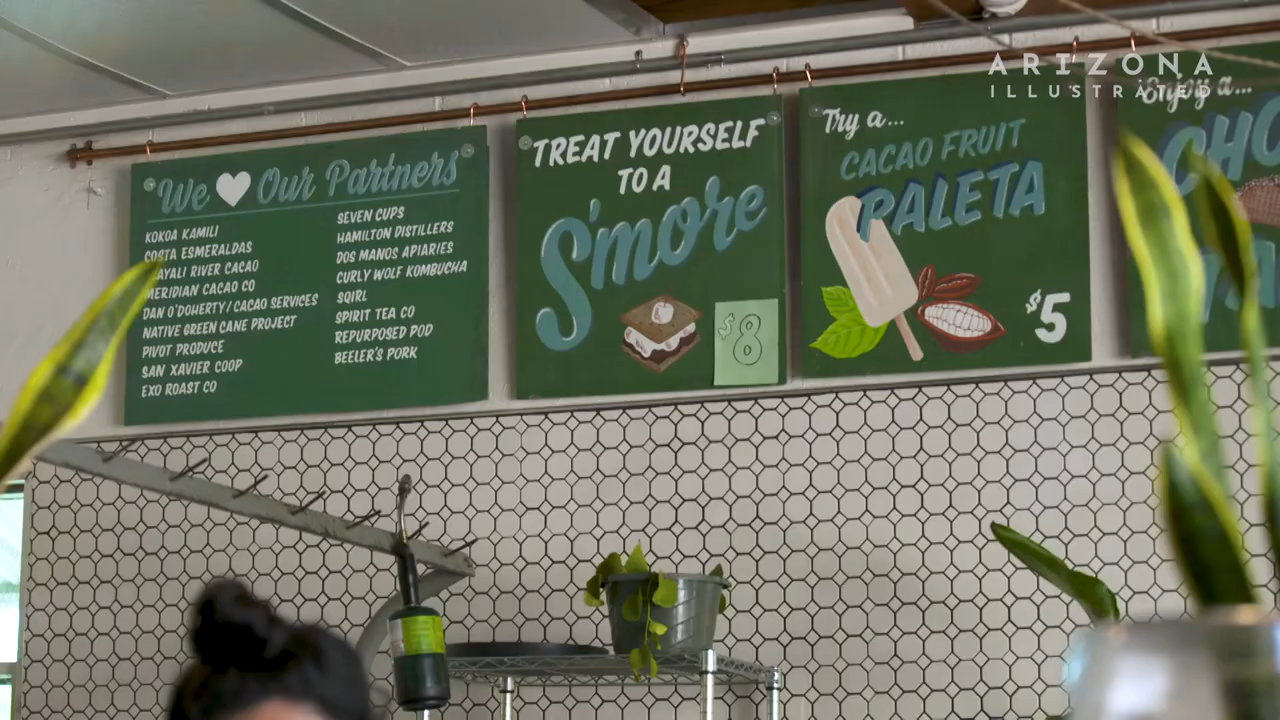 ARIZONA
ILLUSTRATED
We Our Partners
KOKOA KAMILI
COSTA ESMERALDAS
RIVER CACAO
MERIDIAN CACAO CO
DAN O'DOHERTY / CACAO SERVICES
NATIVE GREEN CANE PROJECT
PIVOT PRODUCE
SAN XAVIER COOP
EXO ROAST CO
SEVEN CUPS
HAMILTON DISTILLERS
DOS MANOS APIARIES
CURLY WOLF KOMBUCHA
SQIRL
SPIRIT TEA CO
REPURPOSED POD
BEELER'S PORK
TREAT YOURSELF
TO A
S'more
$8
Try a...
CACAO FRUIT
PALETA
$5
Enjoy a...